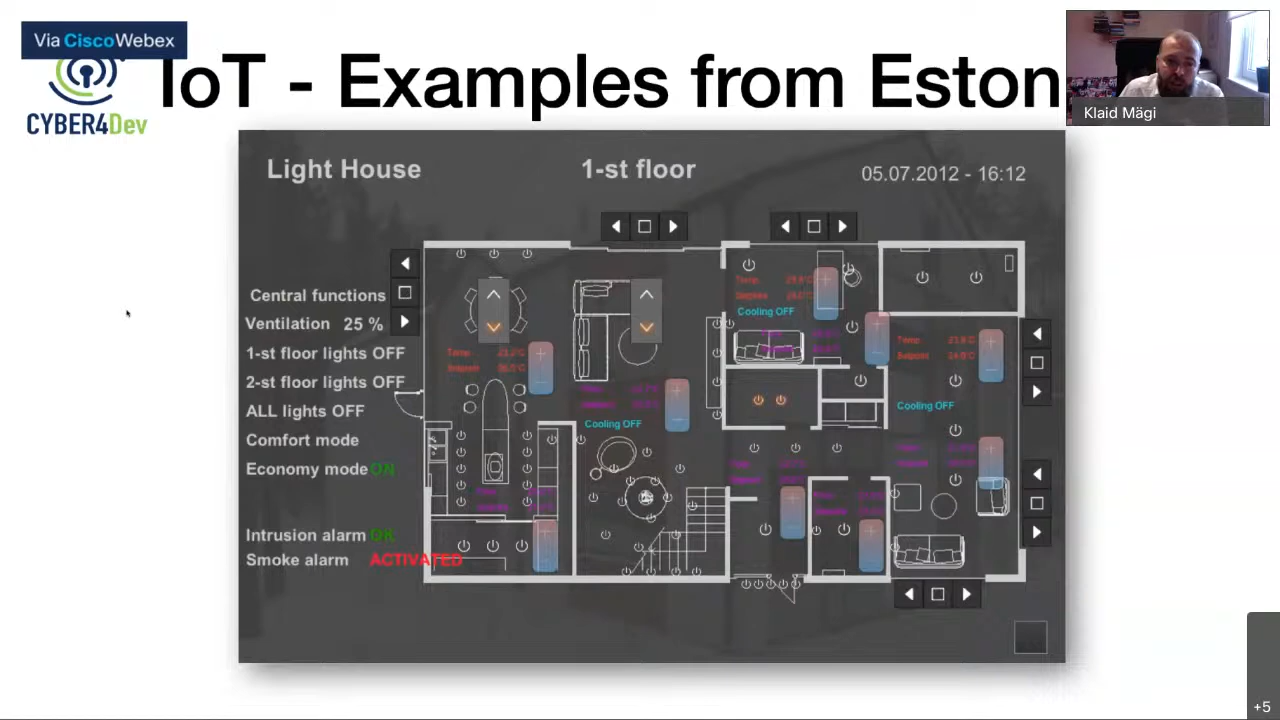 Via CiscoWebex
IoT - Examples from Eston
CYBER4Dev
Klaid Mägi
Light House
1-st floor
05.07.2012 - 16:12
Central functions
Ventilation 25 %
1-st floor lights OFF
2-st floor lights OFF
ALL lights OFF
Comfort mode
Economy mode ON
Intrusion alarm OK
Smoke alarm ACTIVATED
Cooling OFF
Temp
Setpoint
Cooling OFF
Cooling OFF
+5